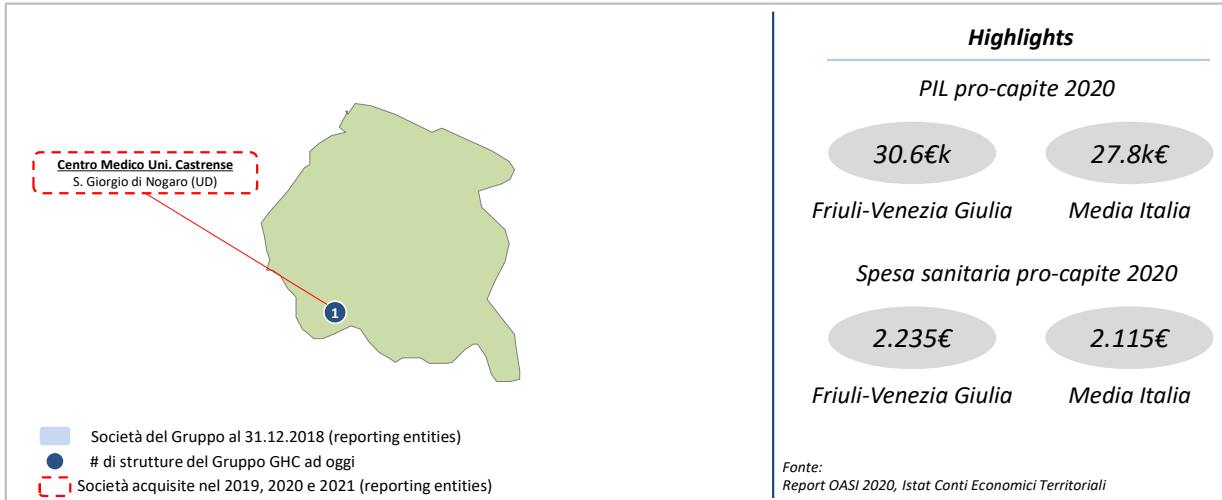 Centro Medico Uni. Castrense
S. Giorgio di Nogaro (UD)
1
Società del Gruppo al 31.12.2018 (reporting entities)
# di strutture del Gruppo GHC ad oggi
Società acquisite nel 2019, 2020 e 2021 (reporting entities)
Highlights
PIL pro-capite 2020
30.6€k 27.8k€
Friuli-Venezia Giulia Media Italia
Spesa sanitaria pro-capite 2020
2.235€ 2.115€
Friuli-Venezia Giulia Media Italia
Fonte:
Report OASI 2020, Istat Conti Economici Territoriali